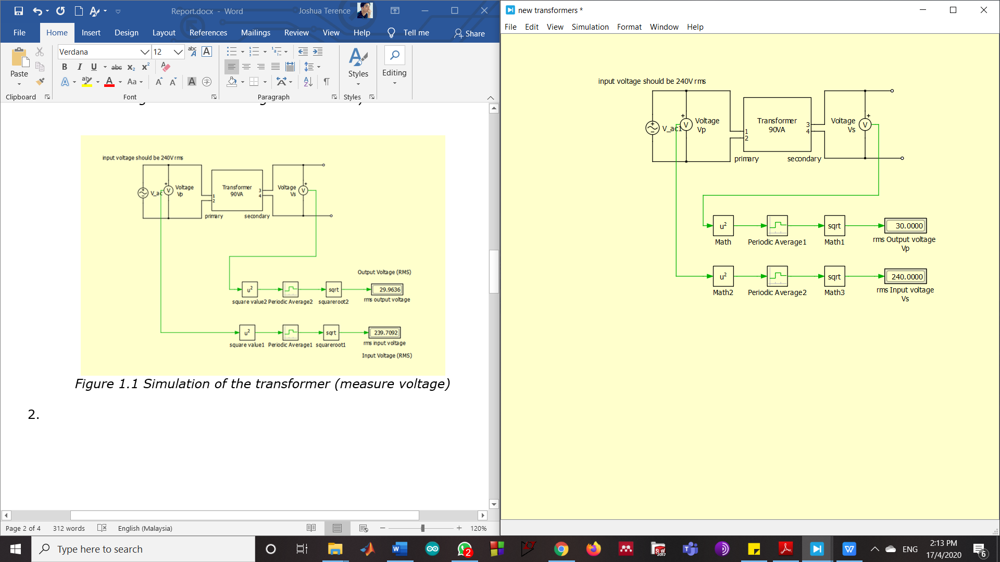 Report.docx - Word
Joshua Terence
File Home Insert Design Layout References Mailings Review View Help Tell me Share
Verdana 12
Paste
Styles
Editing
Clipboard Font Paragraph Styles
input voltage should be 240V rms
V_ac
Voltage
Vp
Transformer
90VA
1
2
3
4
Voltage
Vs
primary
secondary
Output Voltage (RMS)
u²
sqrt
29.9636
square value2 Periodic Average2 squareroot2
rms output voltage
u²
sqrt
239.7092
square value1 Periodic Average1 squareroot1
rms input voltage
Input Voltage (RMS)
Figure 1.1 Simulation of the transformer (measure voltage)
2.
Page 2 of 4 312 words English (Malaysia) 120%
new transformers *
File Edit View Simulation Format Window Help
input voltage should be 240V rms
V_ac1
Voltage
Vp
Transformer
90VA
1
2
3
4
Voltage
Vs
primary
secondary
u²
sqrt
30.0000
Math Periodic Average1 Math1
rms Output voltage
Vp
u²
sqrt
240.0000
Math2 Periodic Average2 Math3
rms Input voltage
Vs
Type here to search
2
2017
ENG
2:13 PM
17/4/2020
6